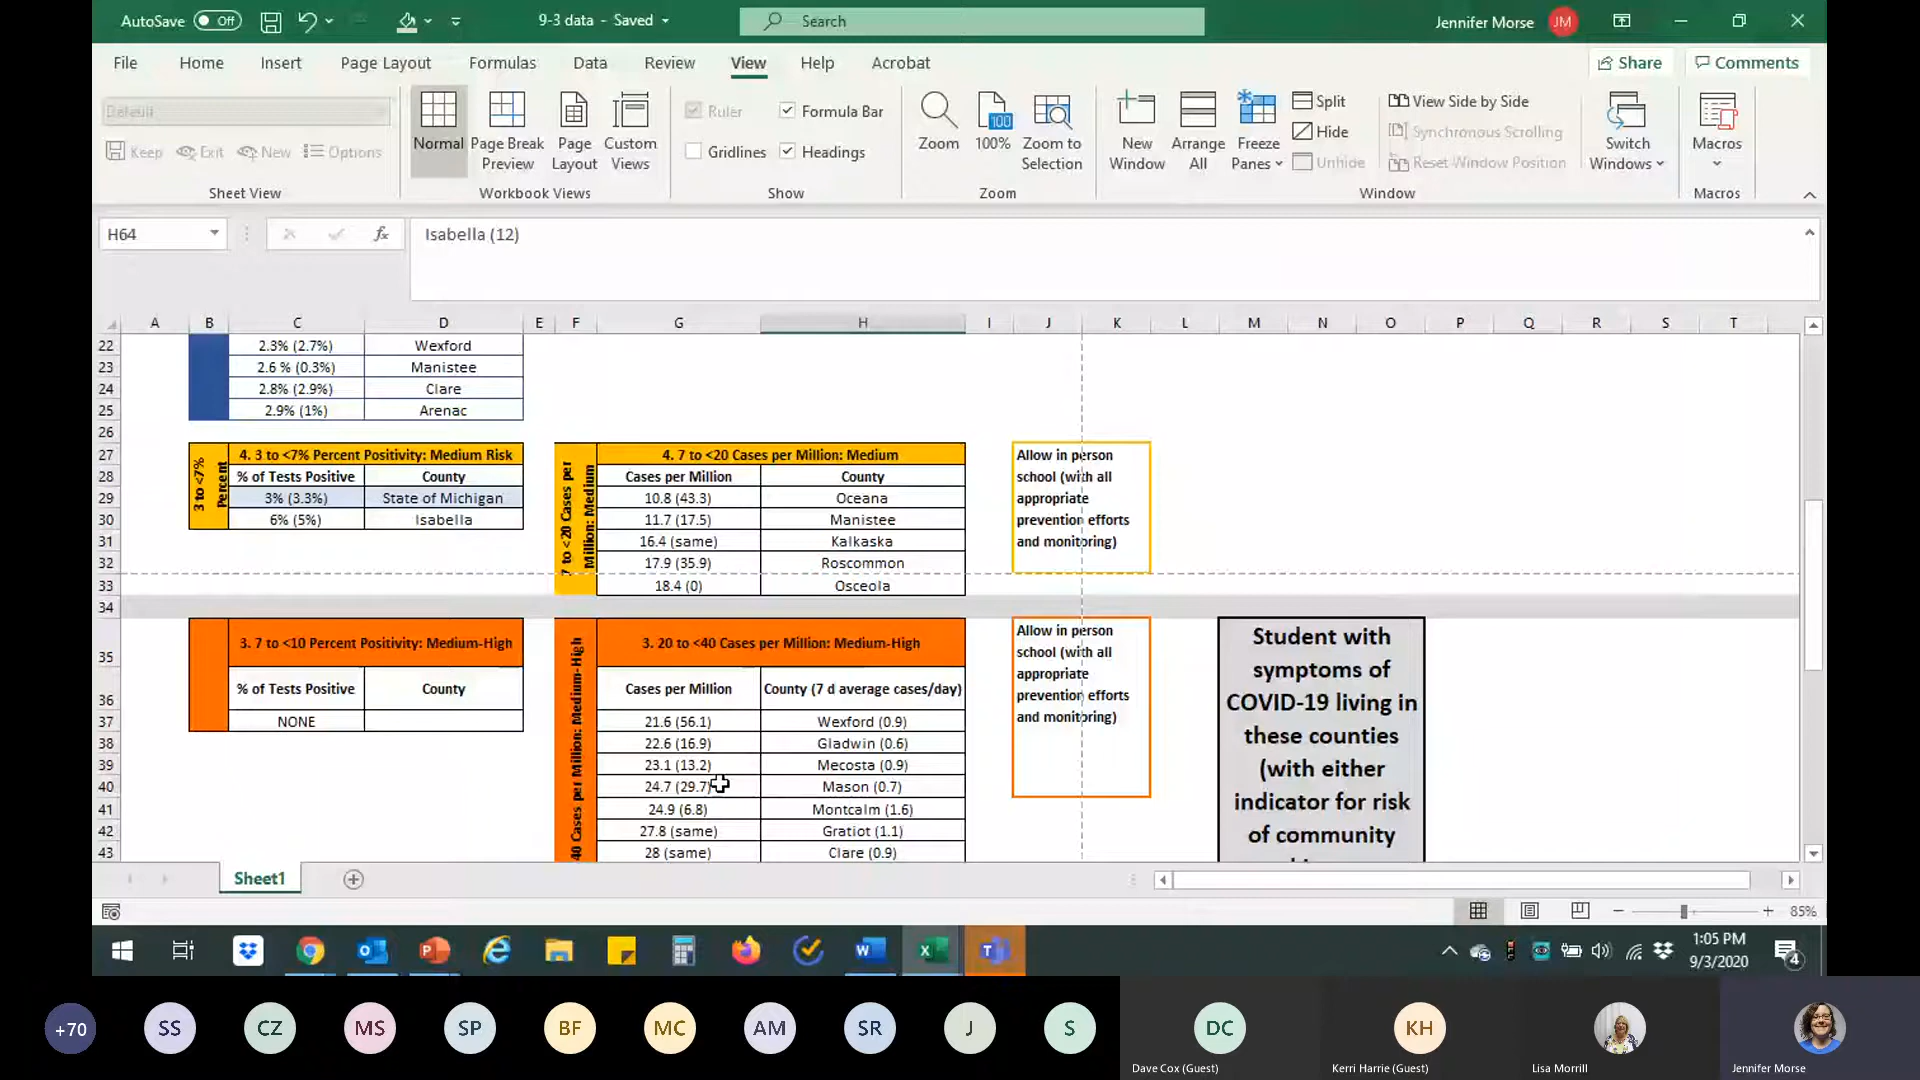 AutoSave Off
9-3 data - Saved
Search
Jennifer Morse JM
File Home Insert Page Layout Formulas Data Review View Help Acrobat Share Comments
Default
Keep Exit New Options
Sheet View
Normal
Page Break Preview
Page Layout
Custom Views
Workbook Views
Ruler Formula Bar
Gridlines Headings
Show
Zoom
100
100%
Zoom to Selection
Zoom
New Window
Arrange All
Freeze Panes
Split
Hide
Unhide
View Side by Side
Synchronous Scrolling
Reset Window Position
Window
Switch Windows
Macros
Macros
H64 fx Isabella (12)
A B C D E F G H I J K L M N O P Q R S T
22 2.3% (2.7%) Wexford
23 2.6 % (0.3%) Manistee
24 2.8% (2.9%) Clare
25 2.9% (1%) Arenac
26
27 4. 3 to <7% Percent Positivity: Medium Risk 4. 7 to <20 Cases per Million: Medium
28 % of Tests Positive County Cases per Million County
29 3% (3.3%) State of Michigan 10.8 (43.3) Oceana
30 6% (5%) Isabella 11.7 (17.5) Manistee
31 16.4 (same) Kalkaska
32 17.9 (35.9) Roscommon
33 18.4 (0) Osceola
34
3 to <7%
Percent
7 to <20 Cases per
Million: Medium
Allow in person
school (with all
appropriate
prevention efforts
and monitoring)
35 3. 7 to <10 Percent Positivity: Medium-High 3. 20 to <40 Cases per Million: Medium-High
36 % of Tests Positive County Cases per Million County (7 d average cases/day)
37 NONE 21.6 (56.1) Wexford (0.9)
38 22.6 (16.9) Gladwin (0.6)
39 23.1 (13.2) Mecosta (0.9)
40 24.7 (29.7) Mason (0.7)
41 24.9 (6.8) Montcalm (1.6)
42 27.8 (same) Gratiot (1.1)
43 28 (same) Clare (0.9)
40 Cases per Million: Medium-High
Allow in person
school (with all
appropriate
prevention efforts
and monitoring)
Student with
symptoms of
COVID-19 living in
these counties
(with either
indicator for risk
of community
Sheet1
85%
1:05 PM
9/3/2020
4
+70 SS CZ MS SP BF MC AM SR J S DC KH
Dave Cox (Guest) Kerri Harrie (Guest) Lisa Morrill Jennifer Morse